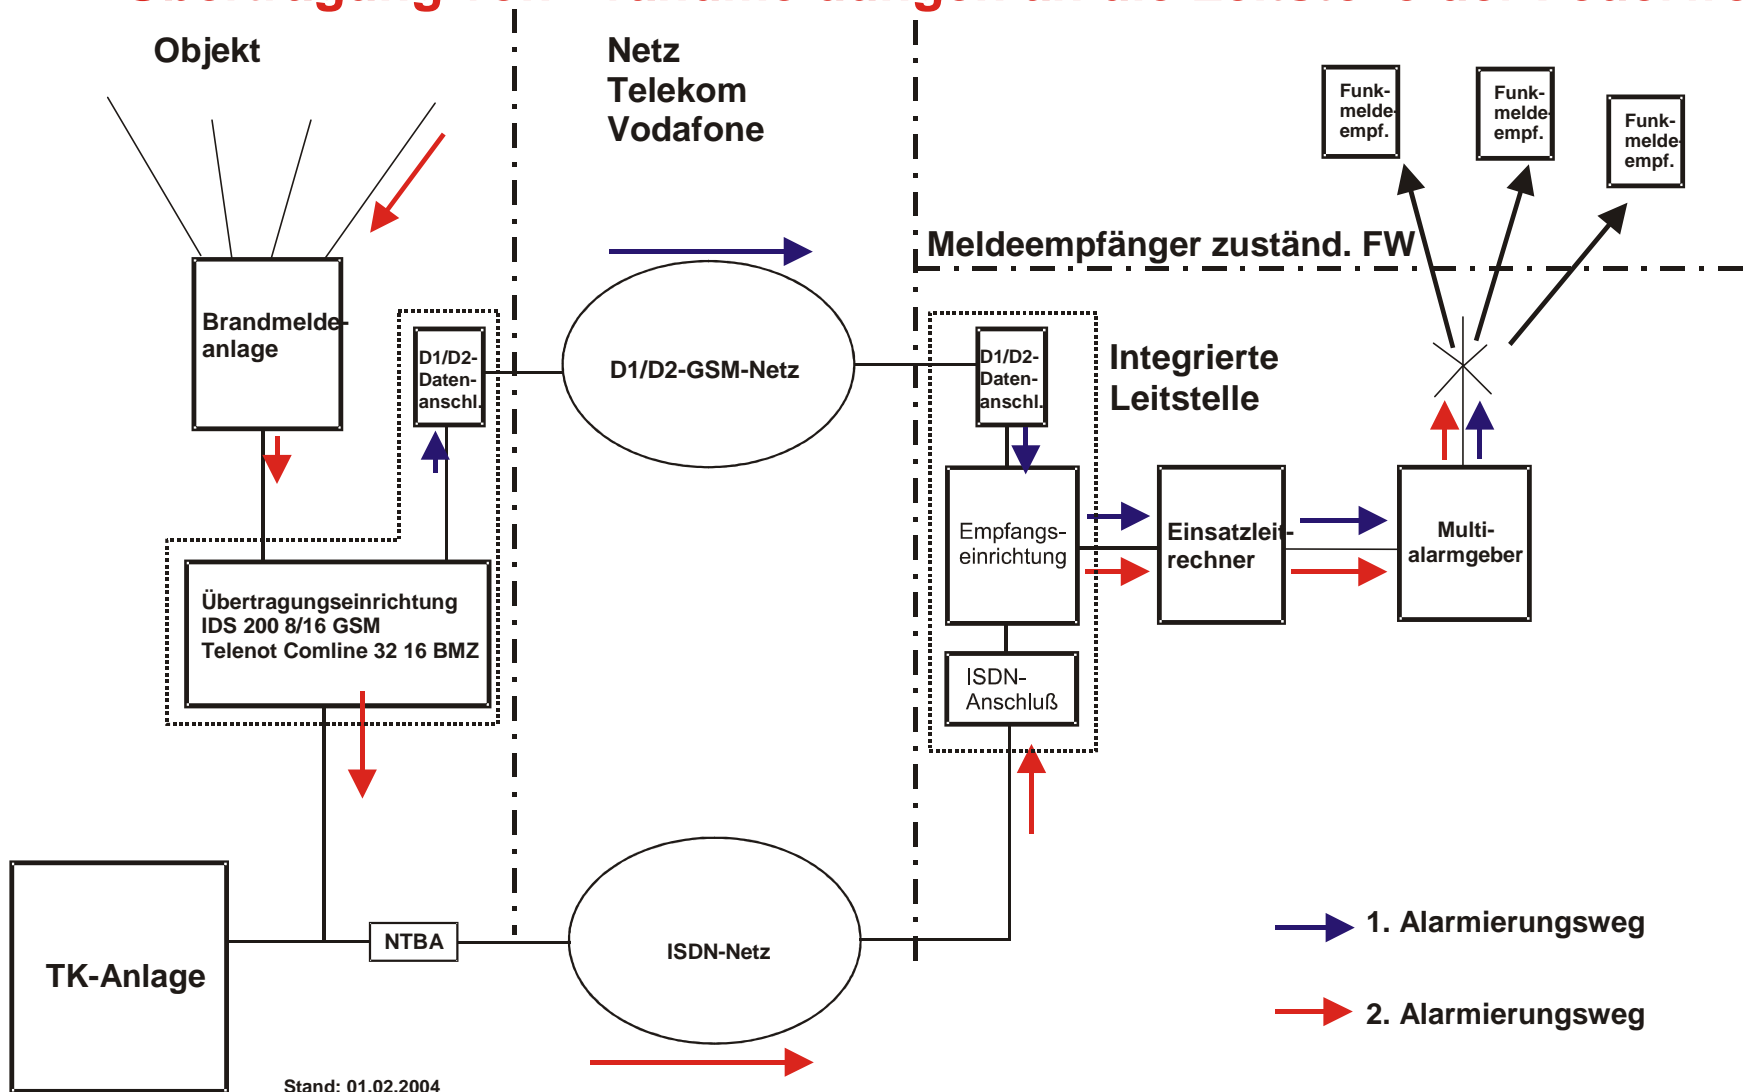 Objekt
Netz
Telekom
Vodafone
Funk-
melde-
empf.
Funk-
melde-
empf.
Funk-
melde-
empf.
Meldeempfänger zuständ. FW
Brandmelde-
anlage
D1/D2-
Daten-
anschl.
D1/D2-GSM-Netz
D1/D2-
Daten-
anschl.
Integrierte
Leitstelle
Empfangs-
einrichtung
Einsatzleit-
rechner
Multi-
alarmgeber
Übertragungseinrichtung
IDS 200 8/16 GSM
Telenot Comline 32 16 BMZ
ISDN-
Anschluß
TK-Anlage
NTBA
ISDN-Netz
1. Alarmierungsweg
2. Alarmierungsweg
Stand: 01.02.2004